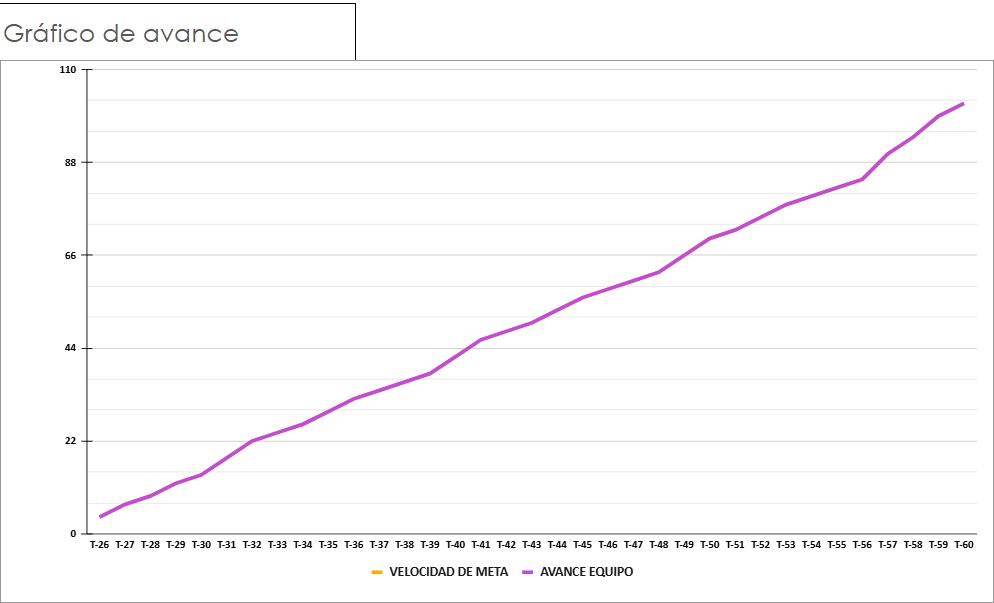 Gráfico de avance
110
88
66
44
22
0
T-26 T-27 T-28 T-29 T-30 T-31 T-32 T-33 T-34 T-35 T-36 T-37 T-38 T-39 T-40 T-41 T-42 T-43 T-44 T-45 T-46 T-47 T-48 T-49 T-50 T-51 T-52 T-53 T-54 T-55 T-56 T-57 T-58 T-59 T-60
VELOCIDAD DE META AVANCE EQUIPO